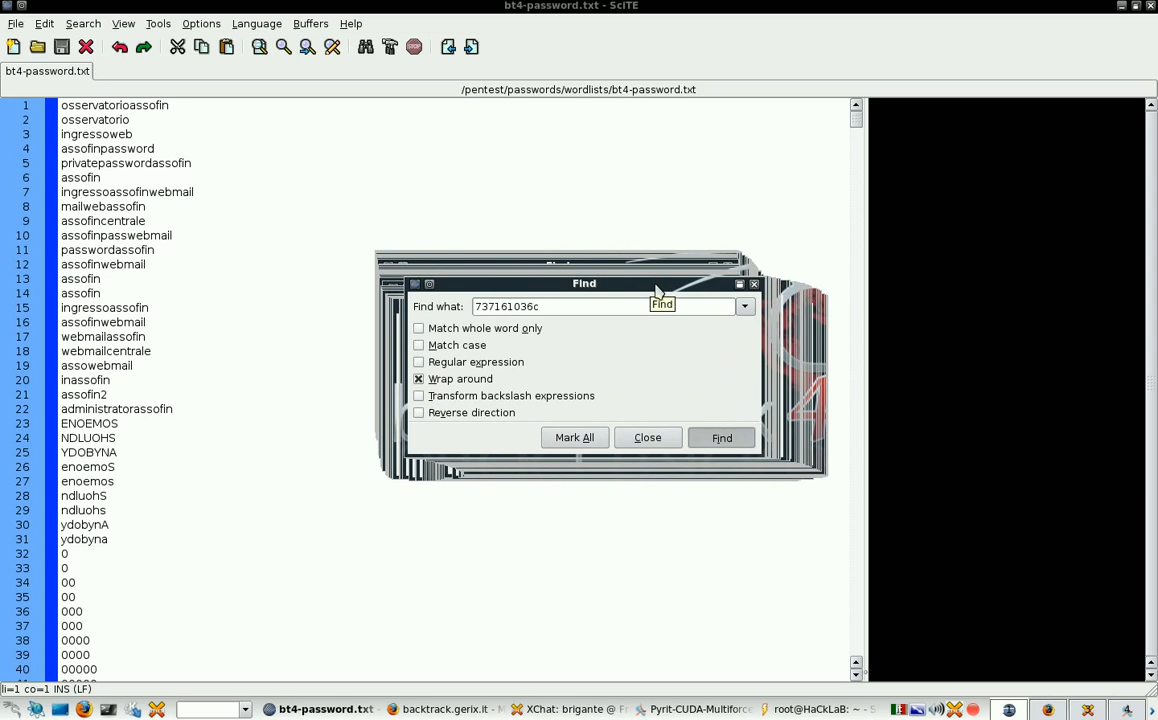 bt4-password.txt - SciTE
File Edit Search View Tools Options Language Buffers Help
bt4-password.txt
/pentest/passwords/wordlists/bt4-password.txt
1 osservatorioassofin
2 osservatorio
3 ingressoweb
4 assofinpassword
5 privatepasswordassofin
6 assofin
7 ingressoassofinwebmail
8 mailwebassofin
9 assofincentrale
10 assofinpasswebmail
11 passwordassofin
12 assofinwebmail
13 assofin
14 assofin
15 ingressoassofin
16 assofinwebmail
17 webmailassofin
18 webmailcentrale
19 assowebmail
20 inassofin
21 assofin2
22 administratorassofin
23 ENOEMOS
24 NDLUOHS
25 YDOBYNA
26 enoemoS
27 enoemos
28 ndluohS
29 ndluohs
30 ydobynA
31 ydobyna
32 0
33 0
34 00
35 00
36 000
37 000
38 0000
39 0000
40 00000
Find
Find what: 737161036c
Find
Match whole word only
Match case
Regular expression
Wrap around
Transform backslash expressions
Reverse direction
Mark All Close Find
li=1 co=1 INS (LF)
bt4-password.txt backtrack.gerix.it - M XChat: brigante @ F Pyrit-CUDA-Multiforc root@HaCkLaB: ~ - S